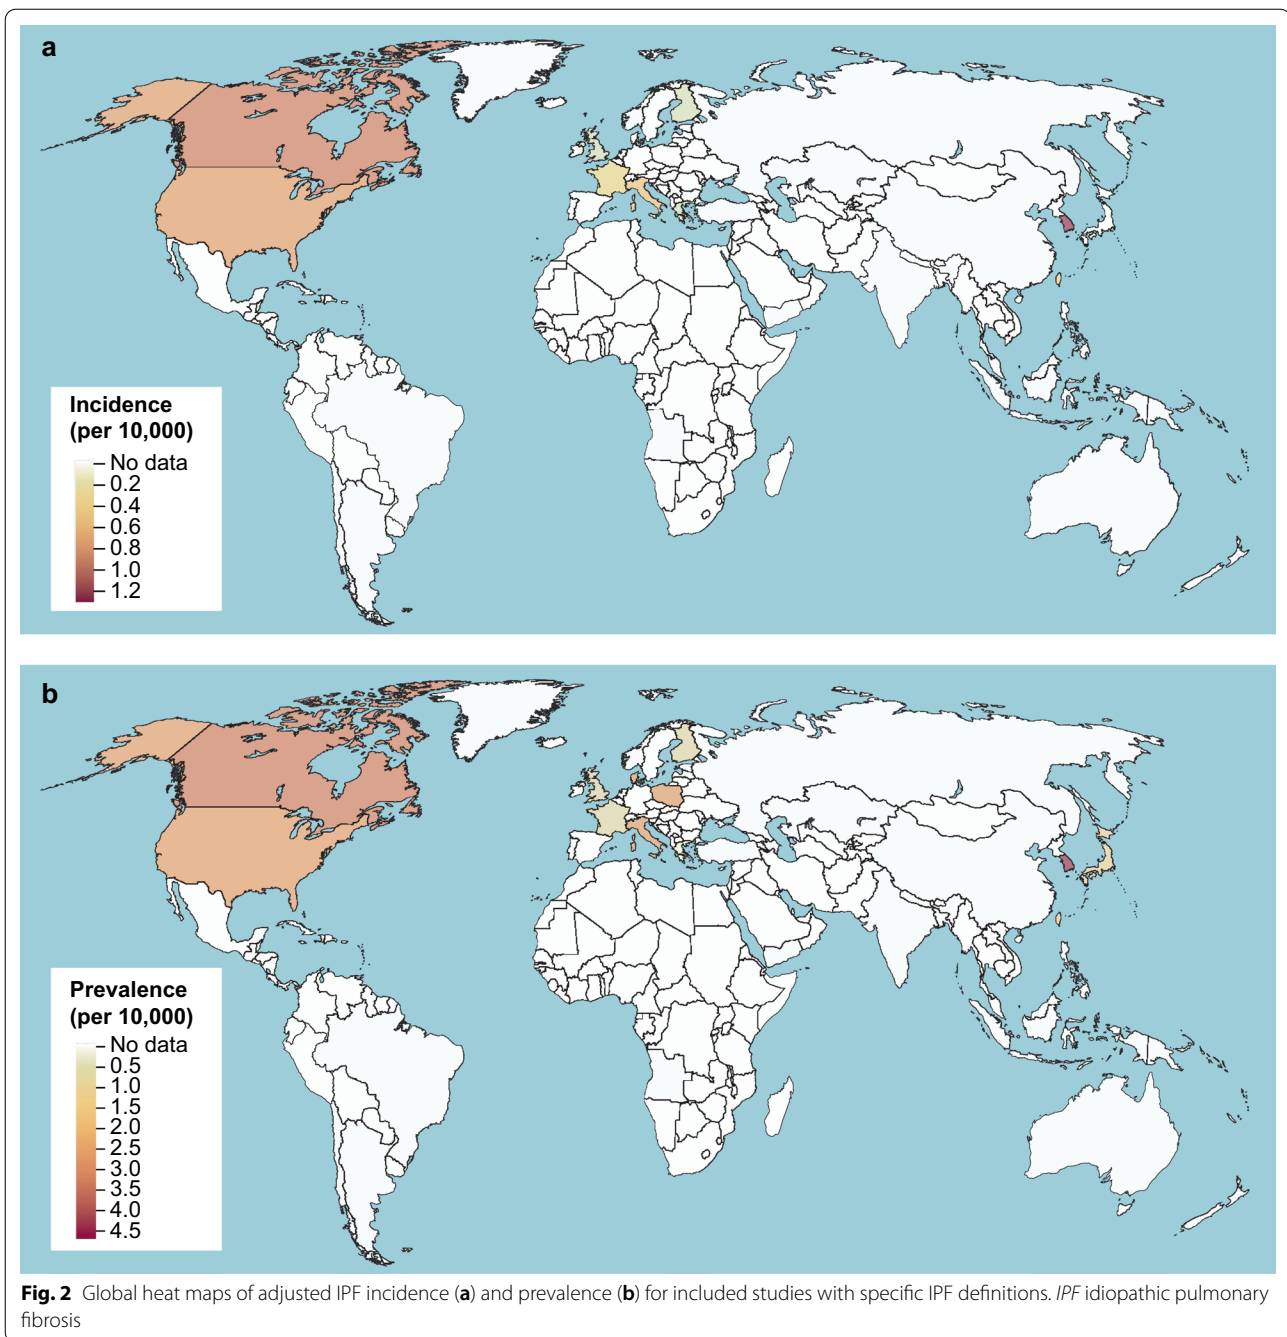 a
Incidence
(per 10,000)
No data
0.2
0.4
0.6
0.8
1.0
1.2
b
Prevalence
(per 10,000)
No data
0.5
1.0
1.5
2.0
2.5
3.0
3.5
4.0
4.5
Fig. 2 Global heat maps of adjusted IPF incidence (a) and prevalence (b) for included studies with specific IPF definitions. IPF idiopathic pulmonary
fibrosis